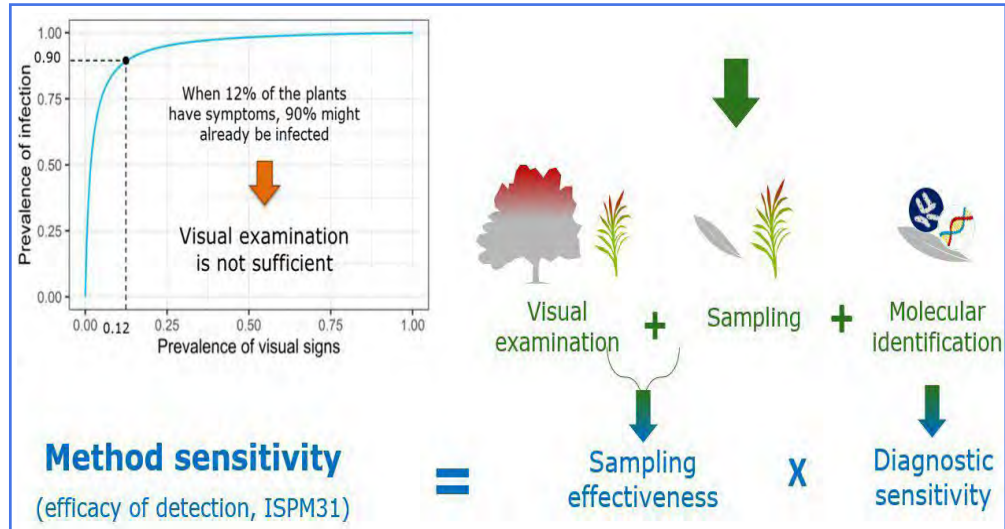 1.00
0.90
0.75
0.50
0.25
0.00
Prevalence of infection
When 12% of the plants
have symptoms, 90% might
already be infected
Visual examination
is not sufficient
0.00
0.12
0.25
0.50
0.75
1.00
Prevalence of visual signs
Visual
examination
+
Sampling
+
Molecular
identification
Method sensitivity
(efficacy of detection, ISPM31)
=
Sampling
effectiveness
X
Diagnostic
sensitivity